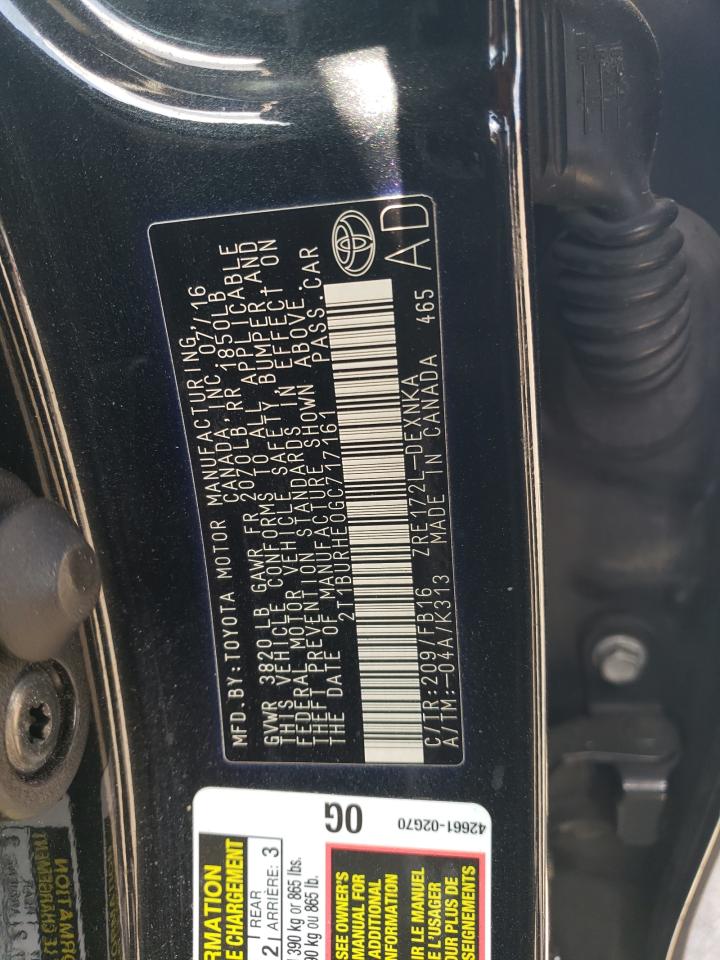 MFD.BY:TOYOTA MOTOR MANUFACTURING,
CANADA, INC 07/16
GVWR 3820 LB GAWR FR 2070LB,RR 1850LB
THIS VEHICLE CONFORMS TO ALL APPLICABLE
FEDERAL MOTOR VEHICLE SAFETY, BUMPER,AND
THEFT PREVENTION STANDARDS IN EFFECT ON
THE DATE OF MANUFACTURE SHOWN ABOVE.
2T1BURHE0GC717161 PASS.CAR
C/TR:209/FB16 ZRE172L-DEXNKA
A/TM:-04A/K313 MADE IN CANADA 465
AD
RMATION
E CHARGEMENT
2 REAR
ARRIÈRE: 3
390 kg or 865 lbs.
90 kg ou 865 lb.
SEE OWNER'S
MANUAL FOR
ADDITIONAL
INFORMATION
IR LE MANUEL
E L'USAGER
OUR PLUS DE
SEIGNEMENTS
0G
42661-02G70